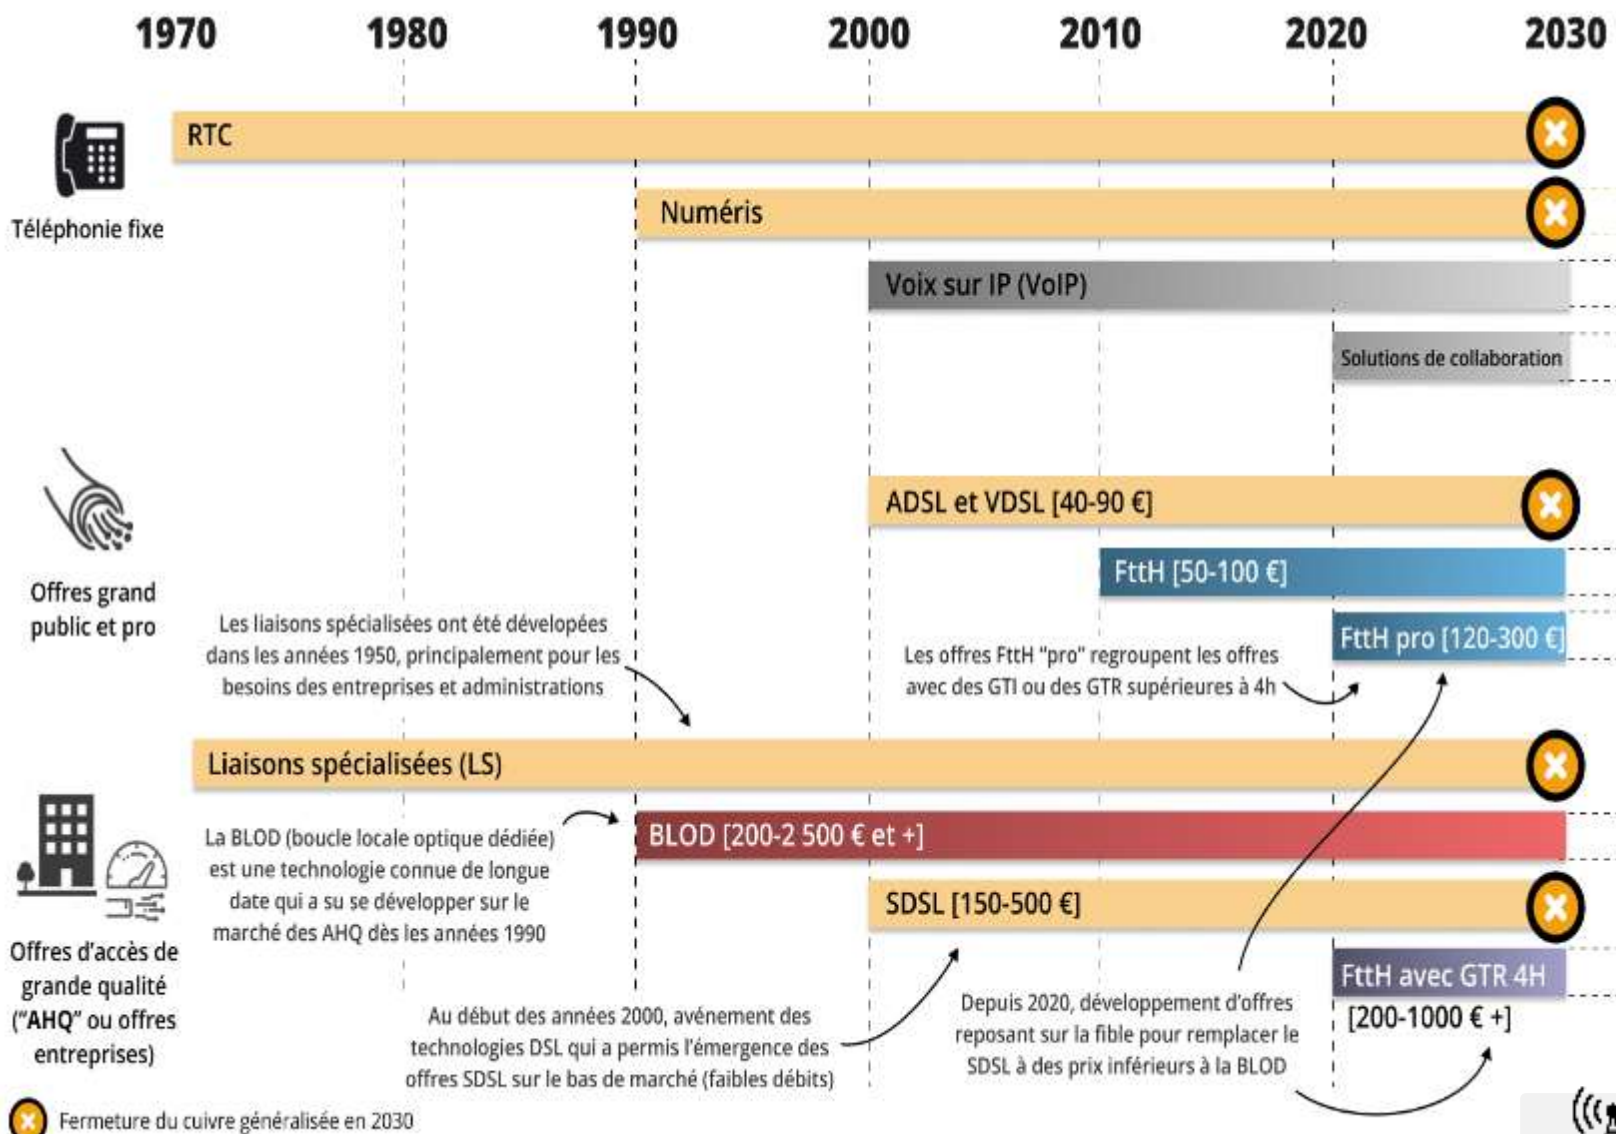 1970 1980 1990 2000 2010 2020 2030
RTC
Numéris
Téléphonie fixe
Voix sur IP (VoIP)
Solutions de collaboration
ADSL et VDSL [40-90 €]
FttH [50-100 €]
Offres grand
public et pro
FttH pro [120-300 €]
Les liaisons spécialisées ont été dévelopées
dans les années 1950, principalement pour les
besoins des entreprises et administrations
Les offres FttH "pro" regroupent les offres
avec des GTI ou des GTR supérieures à 4h
Liaisons spécialisées (LS)
BLOD [200-2 500 € et +]
La BLOD (boucle locale optique dédiée)
est une technologie connue de longue
date qui a su se développer sur le
marché des AHQ dès les années 1990
SDSL [150-500 €]
Offres d'accès de
grande qualité
("AHQ" ou offres
entreprises)
FttH avec GTR 4H
[200-1000 € +]
Au début des années 2000, avénement des
technologies DSL qui a permis l'émergence des
offres SDSL sur le bas de marché (faibles débits)
Depuis 2020, développement d'offres
reposant sur la fible pour remplacer le
SDSL à des prix inférieurs à la BLOD
Fermeture du cuivre généralisée en 2030